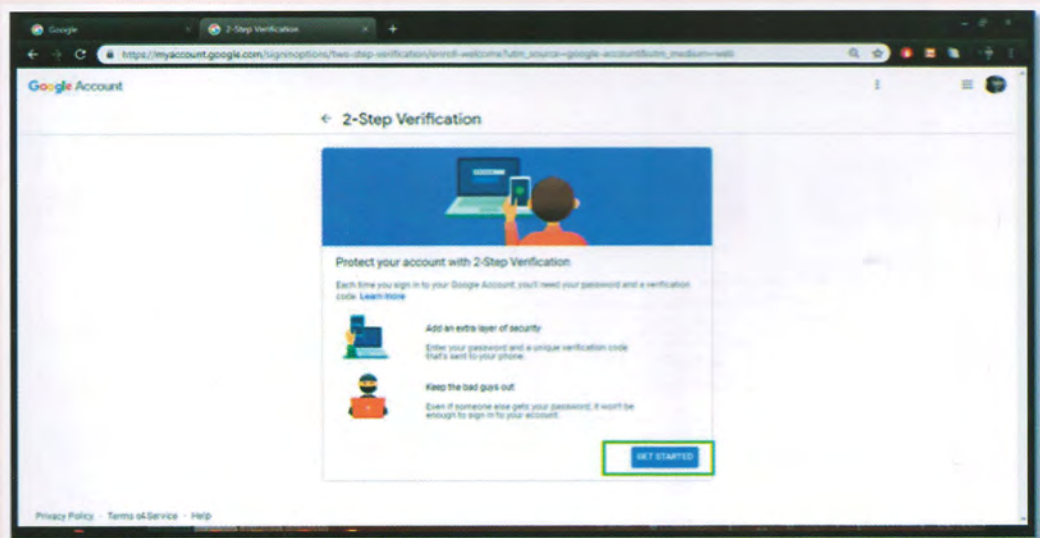 Google
2-Step Verification
https://myaccount.google.com/signinoptions/two-step-verification/enroll-welcome?utm_source=google-account&utm_medium=web
Google Account
2-Step Verification
Protect your account with 2-Step Verification
Each time you sign in to your Google Account, you'll need your password and a verification
code. Learn more
Add an extra layer of security
Enter your password and a unique verification code
that's sent to your phone.
Keep the bad guys out
Even if someone else gets your password, it won't be
enough to sign in to your account.
GET STARTED
Privacy Policy · Terms of Service · Help